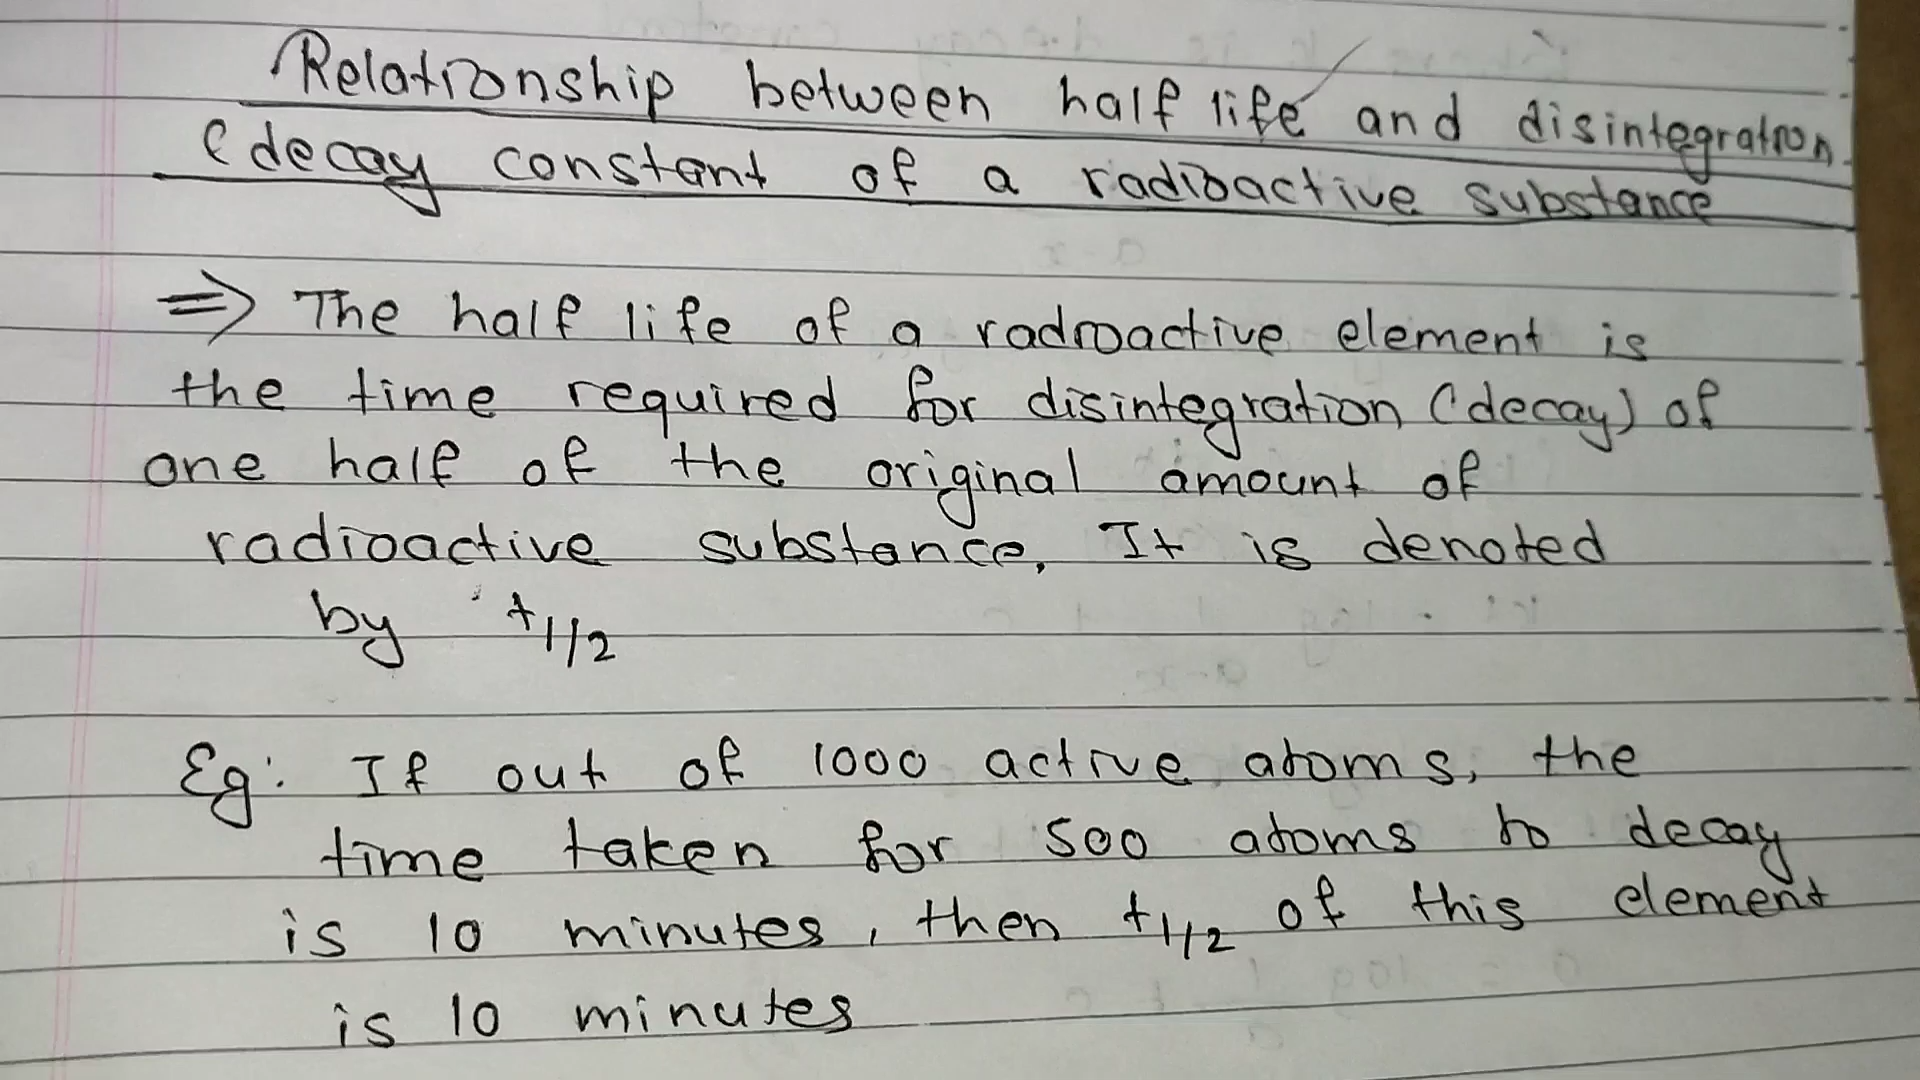 Relationship between half life and disintegration
(decay constant of a radioactive substance
⇒ The half life of a radioactive element is
the time required for disintegration (decay) of
one half of the original amount of
radioactive substance. It is denoted
by t1/2
Eg: If out of 1000 active atoms, the
time taken for 500 atoms to decay
is 10 minutes, then t1/2 of this element
is 10 minutes